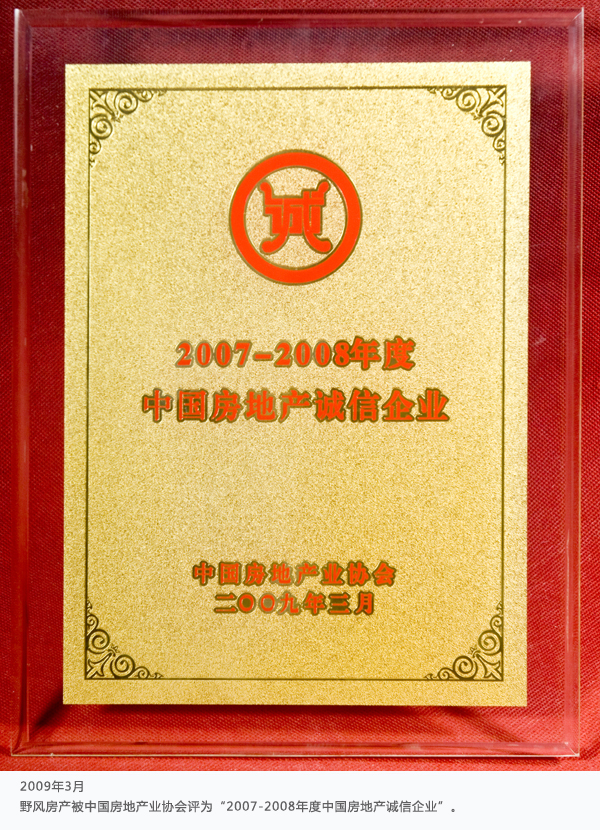 诚
2007-2008年度
中国房地产诚信企业
中国房地产业协会
二〇〇九年三月
2009年3月
野风房产被中国房地产业协会评为“2007-2008年度中国房地产诚信企业”。